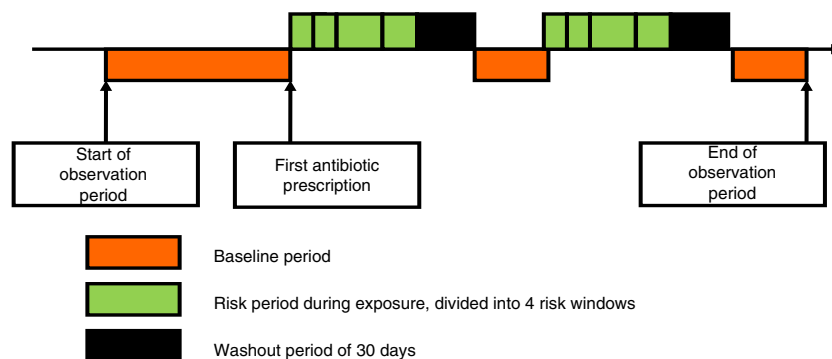 Start of
observation
period
First antibiotic
prescription
End of
observation
period
Baseline period
Risk period during exposure, divided into 4 risk windows
Washout period of 30 days